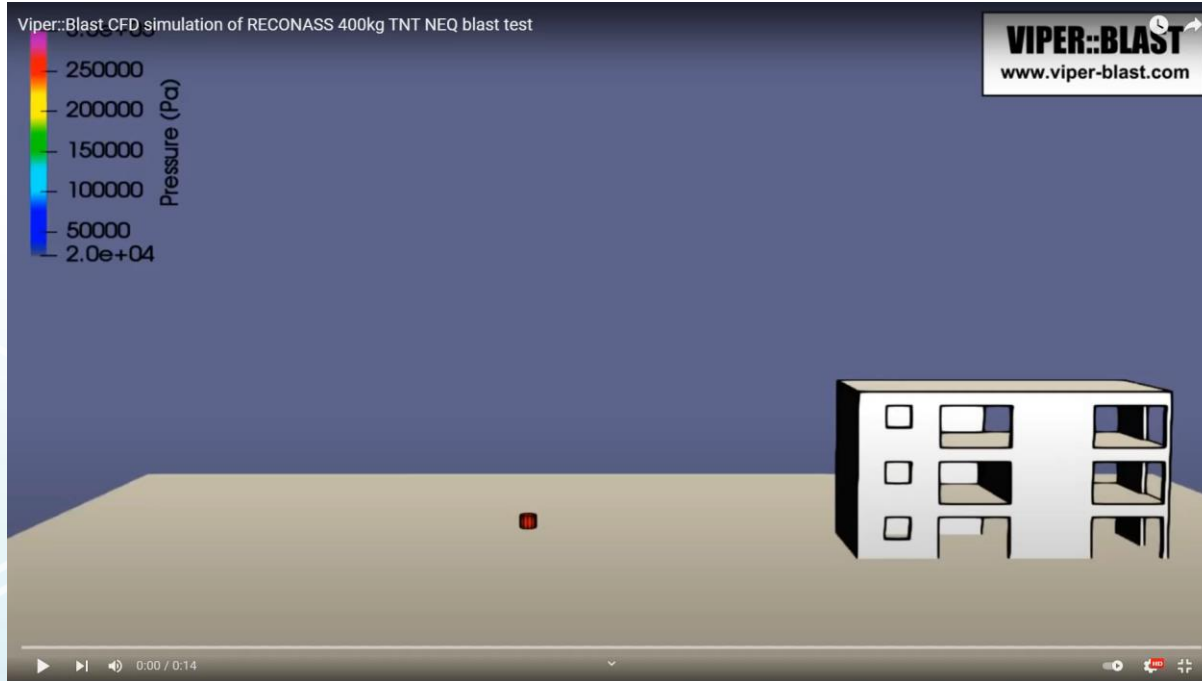 Viper::Blast CFD simulation of RECONASS 400kg TNT NEQ blast test
VIPER::BLAST
www.viper-blast.com
250000
200000
150000
100000
50000
2.0e+04
Pressure (Pa)
0:00 / 0:14
HD